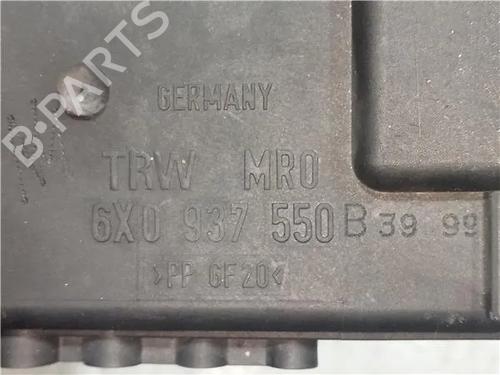 B-PARTS
GERMANY
TRW MRO
6X0 937 550 B 39 99
>PP GF20<